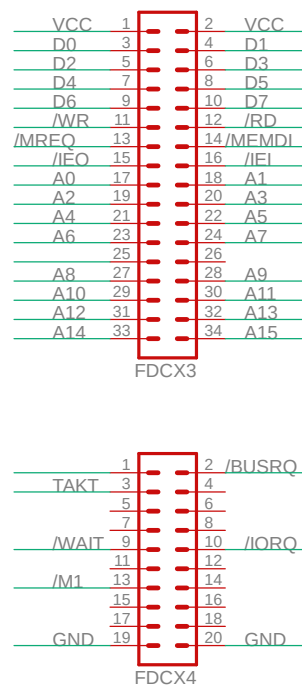 VCC 1 2 VCC
D0 3 4 D1
D2 5 6 D3
D4 7 8 D5
D6 9 10 D7
/WR 11 12 /RD
/MREQ 13 14 /MEMDI
/IEO 15 16 /IEI
A0 17 18 A1
A2 19 20 A3
A4 21 22 A5
A6 23 24 A7
25 26
A8 27 28 A9
A10 29 30 A11
A12 31 32 A13
A14 33 34 A15
FDCX3
1 2 /BUSRQ
TAKT 3 4
5 6
7 8
/WAIT 9 10 /IORQ
11 12
/M1 13 14
15 16
17 18
GND 19 20 GND
FDCX4